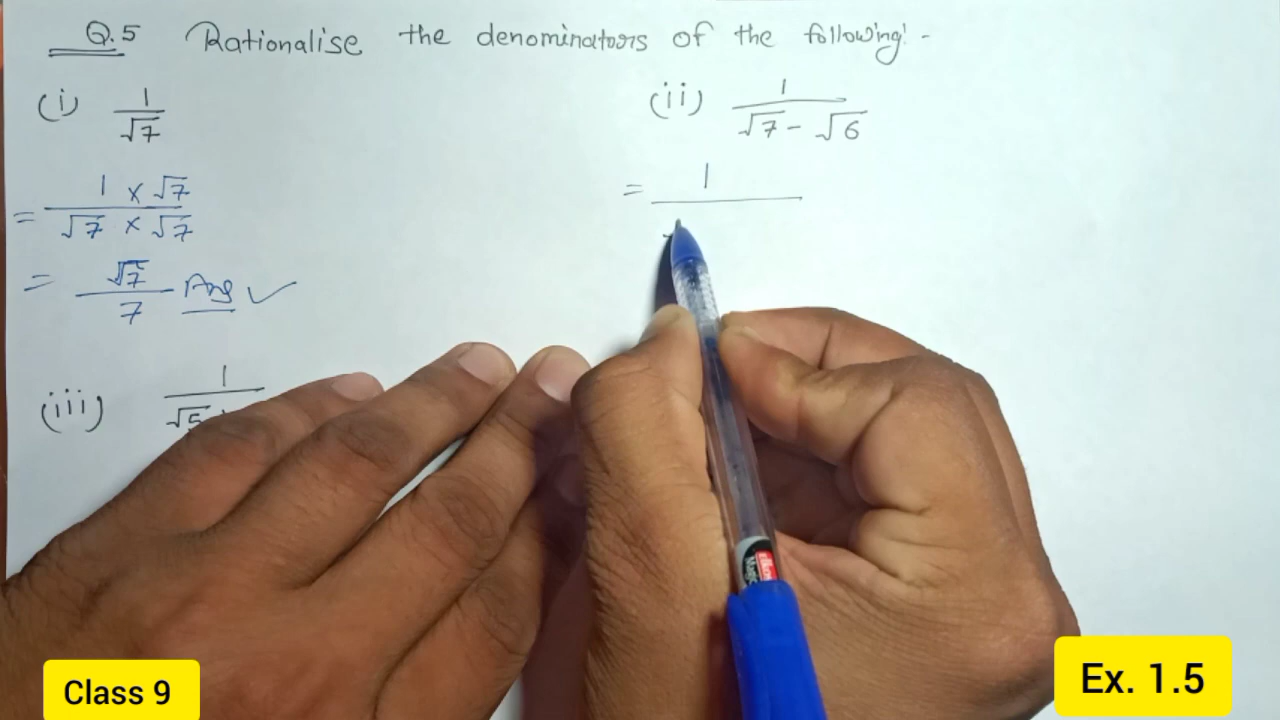 Q.5 Rationalise the denominators of the following:-
(i) 1/√7
(ii) 1/(√7 - √6)
= (1 × √7)/(√7 × √7)
= 1
= √7/7 Ans ✓
(iii) 1/√5
Class 9
Ex. 1.5